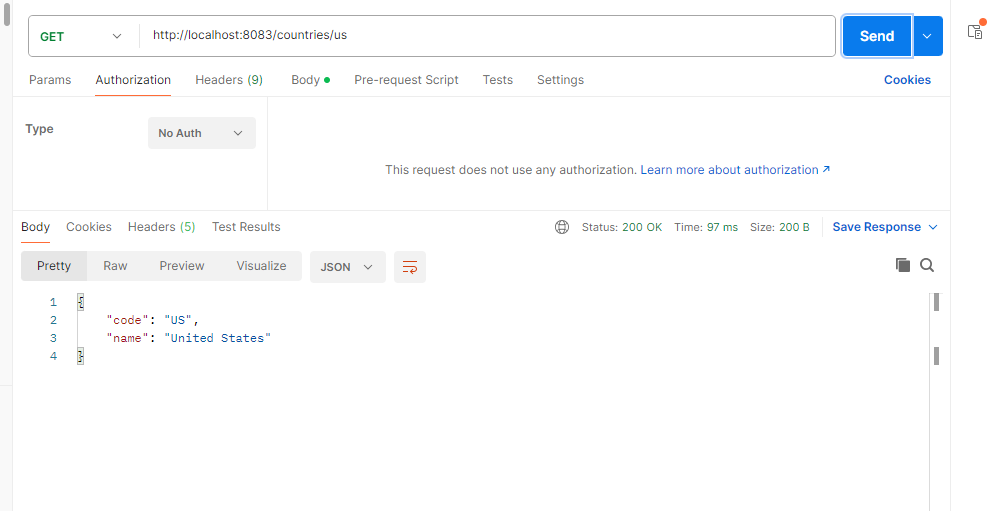 GET http://localhost:8083/countries/us Send
Params Authorization Headers (9) Body Pre-request Script Tests Settings Cookies
Type No Auth
This request does not use any authorization. Learn more about authorization ↗
Body Cookies Headers (5) Test Results Status: 200 OK Time: 97 ms Size: 200 B Save Response
Pretty Raw Preview Visualize JSON
1 {
2 "code": "US",
3 "name": "United States"
4 }